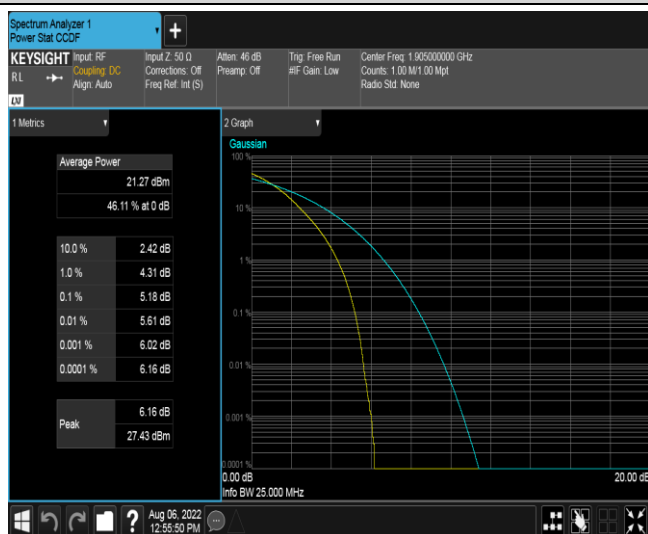 Spectrum Analyzer 1
Power Stat CCDF
+
KEYSIGHT
RL
LXI
Input: RF
Coupling: DC
Align: Auto
Input Z: 50 Ω
Corrections: Off
Freq Ref: Int (S)
Atten: 46 dB
Preamp: Off
Trig: Free Run
#IF Gain: Low
Center Freq: 1.905000000 GHz
Counts: 1.00 M/1.00 Mpt
Radio Std: None
1 Metrics
Average Power
21.27 dBm
46.11 % at 0 dB
10.0 % 2.42 dB
1.0 % 4.31 dB
0.1 % 5.18 dB
0.01 % 5.61 dB
0.001 % 6.02 dB
0.0001 % 6.16 dB
Peak
6.16 dB
27.43 dBm
2 Graph
Gaussian
100 %
10 %
1 %
0.1 %
0.01 %
0.001 %
0.0001 %
0.00 dB
20.00 dB
Info BW 25.000 MHz
?
Aug 06, 2022
12:55:50 PM